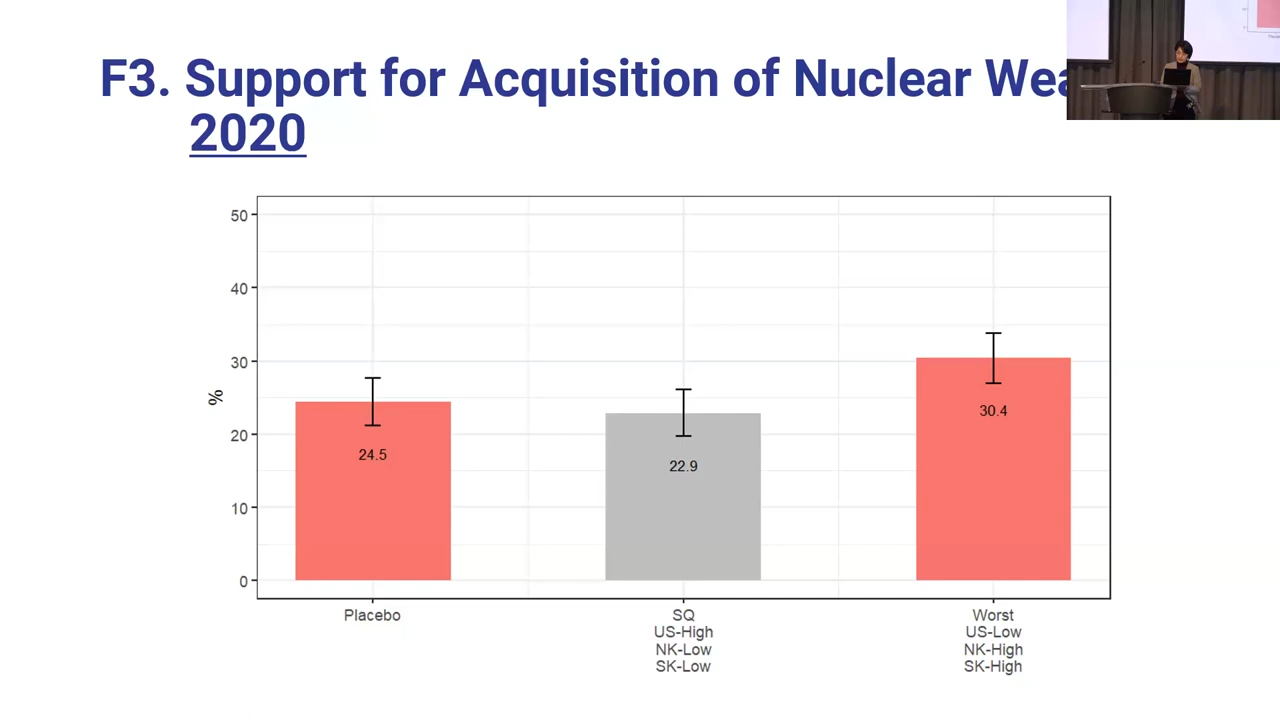 F3. Support for Acquisition of Nuclear
2020
50
40
30
20
10
0
%
24.5
22.9
30.4
Placebo
SQ
US-High
NK-Low
SK-Low
Worst
US-Low
NK-High
SK-High